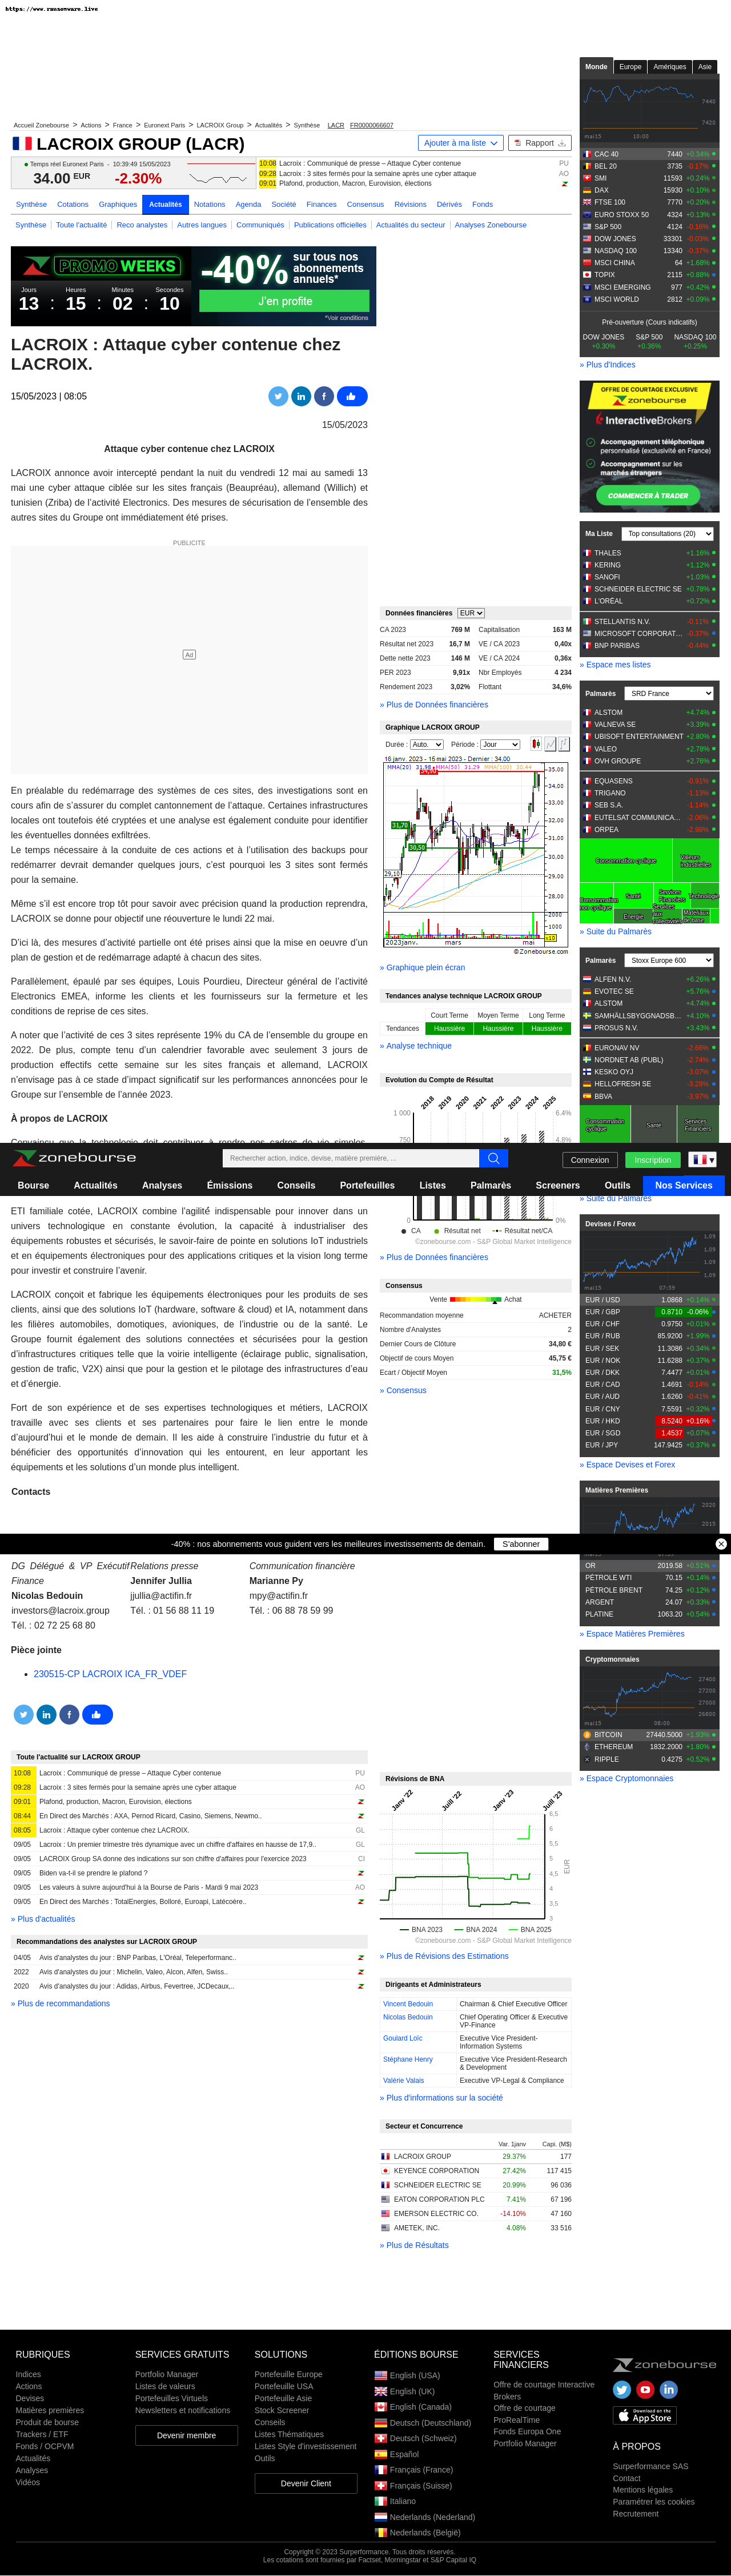 https://www.ransomware.live
Accueil Zonebourse > Actions > France > Euronext Paris > LACROIX Group > Actualités > Synthèse LACR FR0000066607
LACROIX GROUP (LACR)
Ajouter à ma liste
Rapport
Temps réel Euronext Paris - 10:39:49 15/05/2023
34.00 EUR -2.30%
10:08 Lacroix : Communiqué de presse – Attaque Cyber contenue PU
09:28 Lacroix : 3 sites fermés pour la semaine après une cyber attaque AO
09:01 Plafond, production, Macron, Eurovision, élections
Synthèse Cotations Graphiques Actualités Notations Agenda Société Finances Consensus Révisions Dérivés Fonds
Synthèse Toute l'actualité Reco analystes Autres langues Communiqués Publications officielles Actualités du secteur Analyses Zonebourse
PROMO WEEKS
Jours Heures Minutes Secondes
13 : 15 : 02 : 10
-40% sur tous nos abonnements annuels*
J'en profite
*Voir conditions
LACROIX : Attaque cyber contenue chez LACROIX.
15/05/2023 | 08:05
15/05/2023
Attaque cyber contenue chez LACROIX
LACROIX annonce avoir intercepté pendant la nuit du vendredi 12 mai au samedi 13
mai une cyber attaque ciblée sur les sites français (Beaupréau), allemand (Willich) et
tunisien (Zriba) de l’activité Electronics. Des mesures de sécurisation de l’ensemble des
autres sites du Groupe ont immédiatement été prises.
PUBLICITÉ
Ad
En préalable du redémarrage des systèmes de ces sites, des investigations sont en
cours afin de s’assurer du complet cantonnement de l’attaque. Certaines infrastructures
locales ont toutefois été cryptées et une analyse est également conduite pour identifier
les éventuelles données exfiltrées.
Le temps nécessaire à la conduite de ces actions et à l’utilisation des backups pour
redémarrer devrait demander quelques jours, c’est pourquoi les 3 sites sont fermés
pour la semaine.
Même s’il est encore trop tôt pour savoir avec précision quand l’activité reprendra,
LACROIX se donne pour objectif une réouverture le lundi 22 mai.
D’ici là, des mesures d’activité partielle devraient être prises ainsi que la mise en oeuvre d’un
plan de gestion et de redémarrage adapté à chacun des sites.
Parallèlement, épaulé par ses équipes, Louis Pourdieu, Directeur général de l’activité
Electronics EMEA, informe les clients et partenaires sur la fermeture et les
conditions de reprise de ces sites.
A noter que l’activité de ces 3 sites représente 19% du CA de l’ensemble du groupe en
2022. De plus, compte tenu d’un calendrier favorable avec seulement 3 jours de
production effectifs cette semaine sur les sites français et allemand, LACROIX
n’envisage pas à ce stade d’impact significatif sur les performances annoncées pour le
Groupe sur l’ensemble de l’année 2023.
À propos de LACROIX
zonebourse
Rechercher action, indice, devise, matière première, ...
Connexion
Inscription
Bourse Actualités Analyses Émissions Conseils Portefeuilles Listes Palmarès Screeners Outils Nos Services
ETI familiale cotée, LACROIX combine l’agilité indispensable pour innover dans un
univers technologique en constante évolution, la capacité à industrialiser des
équipements robustes et sécurisés, le savoir-faire de pointe en solutions IoT industriels
et en équipements électroniques pour des applications critiques et la vision long terme
pour investir et construire l’avenir.
LACROIX conçoit et fabrique les équipements électroniques pour les produits de ses
clients, ainsi que des solutions IoT (hardware, software & cloud) et IA, notamment dans
les filières automobiles, domotiques, avioniques, de l’industrie ou de la santé. Le
Groupe fournit également des solutions connectées et sécurisées pour la gestion
d’infrastructures critiques telle que la voirie intelligente (éclairage, signalisation,
gestion de trafic, V2X) ainsi que pour la gestion et le pilotage des infrastructures d’eau
et d’énergie.
Fort de son expérience et de ses expertises technologiques et métiers, LACROIX
travaille avec ses clients et ses partenaires pour faire le lien entre le monde
d’aujourd’hui et le monde de demain. Il les aide à construire l’industrie du futur et à
bénéficier des opportunités d’innovation qui les entourent, en leur apportant les
équipements et les solutions d’un monde plus intelligent.
Contacts
-40% : nos abonnements vous guident vers les meilleures investissements de demain. S'abonner
DG Délégué & VP Exécutif Finance
Nicolas Bedouin
investors@lacroix.group
Tél. : 02 72 25 68 80
Relations presse
Jennifer Jullia
jjullia@actifin.fr
Tél. : 01 56 88 11 19
Communication financière
Marianne Py
mpy@actifin.fr
Tél. : 06 88 78 59 99
Pièce jointe
230515-CP LACROIX ICA_FR_VDEF
Toute l'actualité sur LACROIX GROUP
10:08 Lacroix : Communiqué de presse – Attaque Cyber contenue PU
09:28 Lacroix : 3 sites fermés pour la semaine après une cyber attaque AO
09:01 Plafond, production, Macron, Eurovision, élections
08:44 En Direct des Marchés : AXA, Pernod Ricard, Casino, Siemens, Newmo..
08:05 Lacroix : Attaque cyber contenue chez LACROIX. GL
09/05 Lacroix : Un premier trimestre très dynamique avec un chiffre d'affaires en hausse de 17,9.. GL
09/05 LACROIX Group SA donne des indications sur son chiffre d'affaires pour l'exercice 2023 CI
09/05 Biden va-t-il se prendre le plafond ?
09/05 Les valeurs à suivre aujourd'hui à la Bourse de Paris - Mardi 9 mai 2023 AO
09/05 En Direct des Marchés : TotalEnergies, Bolloré, Euroapi, Latécoère..
» Plus d'actualités
Recommandations des analystes sur LACROIX GROUP
04/05 Avis d'analystes du jour : BNP Paribas, L'Oréal, Teleperformanc..
2022 Avis d'analystes du jour : Michelin, Valeo, Alcon, Alfen, Swiss..
2020 Avis d'analystes du jour : Adidas, Airbus, Fevertree, JCDecaux,..
» Plus de recommandations
Données financières EUR
CA 2023 769 M Capitalisation 163 M
Résultat net 2023 16,7 M VE / CA 2023 0,40x
Dette nette 2023 146 M VE / CA 2024 0,36x
PER 2023 9,91x Nbr Employés 4 234
Rendement 2023 3,02% Flottant 34,6%
» Plus de Données financières
Graphique LACROIX GROUP
Durée : Auto. Période : Jour
16 janv. 2023 - 16 mai 2023 - Dernier : 34,00
MMA(20) 31,98 MMA(50) 31,29 MMA(100) 30,44
35.00
34.00
33.00
32.00
31.00
30.00
29.00
28.00
31,70
30,50
29,10
2000
1000
x10
2023janv. mars mai
©Zonebourse.com
» Graphique plein écran
Tendances analyse technique LACROIX GROUP
Court Terme Moyen Terme Long Terme
Tendances Haussière Haussière Haussière
» Analyse technique
Evolution du Compte de Résultat
2018 2019 2020 2021 2022 2023 2024 2025
1 000 6,4%
750 4,8%
0 0%
CA Résultat net Résultat net/CA
©zonebourse.com - S&P Global Market Intelligence
» Plus de Données financières
Consensus
Vente Achat
Recommandation moyenne ACHETER
Nombre d'Analystes 2
Dernier Cours de Clôture 34,80 €
Objectif de cours Moyen 45,75 €
Ecart / Objectif Moyen 31,5%
» Consensus
Révisions de BNA
Janv '22 Juill '22 Janv '23 Juill '23
6,5
6
5,5
5
4,5
4
3,5
3
EUR
BNA 2023 BNA 2024 BNA 2025
©zonebourse.com - S&P Global Market Intelligence
» Plus de Révisions des Estimations
Dirigeants et Administrateurs
Vincent Bedouin Chairman & Chief Executive Officer
Nicolas Bedouin Chief Operating Officer & Executive VP-Finance
Goulard Loïc Executive Vice President-Information Systems
Stéphane Henry Executive Vice President-Research & Development
Valérie Valais Executive VP-Legal & Compliance
» Plus d'informations sur la société
Secteur et Concurrence
Var. 1janv Capi. (M$)
LACROIX GROUP 29.37% 177
KEYENCE CORPORATION 27.42% 117 415
SCHNEIDER ELECTRIC SE 20.99% 96 036
EATON CORPORATION PLC 7.41% 67 196
EMERSON ELECTRIC CO. -14.10% 47 160
AMETEK, INC. 4.08% 33 516
» Plus de Résultats
Monde Europe Amériques Asie
7440
7420
mai15 10:00
CAC 40 7440 +0.34%
BEL 20 3735 -0.17%
SMI 11593 +0.24%
DAX 15930 +0.10%
FTSE 100 7770 +0.20%
EURO STOXX 50 4324 +0.13%
S&P 500 4124 -0.16%
DOW JONES 33301 -0.03%
NASDAQ 100 13340 -0.37%
MSCI CHINA 64 +1.68%
TOPIX 2115 +0.88%
MSCI EMERGING 977 +0.42%
MSCI WORLD 2812 +0.09%
Pré-ouverture (Cours indicatifs)
DOW JONES S&P 500 NASDAQ 100
+0.30% +0.36% +0.25%
» Plus d'Indices
OFFRE DE COURTAGE EXCLUSIVE
zonebourse
InteractiveBrokers
Accompagnement téléphonique personnalisé (exclusivité en France)
Accompagnement sur les marchés étrangers
COMMENCER À TRADER
Ma Liste Top consultations (20)
THALES +1.16%
KERING +1.12%
SANOFI +1.03%
SCHNEIDER ELECTRIC SE +0.78%
L'ORÉAL +0.72%
STELLANTIS N.V. -0.11%
MICROSOFT CORPORAT... -0.37%
BNP PARIBAS -0.44%
» Espace mes listes
Palmarès SRD France
ALSTOM +4.74%
VALNEVA SE +3.39%
UBISOFT ENTERTAINMENT +2.80%
VALEO +2.78%
OVH GROUPE +2.76%
EQUASENS -0.91%
TRIGANO -1.13%
SEB S.A. -1.14%
EUTELSAT COMMUNICA... -2.06%
ORPEA -2.98%
Consommation cyclique
Valeurs industrielles
Consommation non cyclique
Santé
Services Financiers
Technologie
Energie
Matériaux de base
» Suite du Palmarès
Palmarès Stoxx Europe 600
ALFEN N.V. +6.26%
EVOTEC SE +5.76%
ALSTOM +4.74%
SAMHÄLLSBYGGNADSB... +4.10%
PROSUS N.V. +3.43%
EURONAV NV -2.68%
NORDNET AB (PUBL) -2.74%
KESKO OYJ -3.07%
HELLOFRESH SE -3.28%
BBVA -3.97%
Consommation cyclique
Santé
Services Financiers
» Suite du Palmarès
Devises / Forex
1.09
1.09
1.09
1.09
mai15 07:59
EUR / USD 1.0868 +0.14%
EUR / GBP 0.8710 -0.06%
EUR / CHF 0.9750 +0.01%
EUR / RUB 85.9200 +1.99%
EUR / SEK 11.3086 +0.34%
EUR / NOK 11.6288 +0.37%
EUR / DKK 7.4477 +0.01%
EUR / CAD 1.4691 -0.14%
EUR / AUD 1.6260 -0.41%
EUR / CNY 7.5591 +0.32%
EUR / HKD 8.5240 +0.16%
EUR / SGD 1.4537 +0.07%
EUR / JPY 147.9425 +0.37%
» Espace Devises et Forex
Matières Premières
2020
2015
OR 2019.58 +0.51%
PÉTROLE WTI 70.15 +0.14%
PÉTROLE BRENT 74.25 +0.12%
ARGENT 24.07 +0.33%
PLATINE 1063.20 +0.54%
» Espace Matières Premières
Cryptomonnaies
27400
27200
27000
26800
mai15 08:00
BITCOIN 27440.5000 +1.93%
ETHEREUM 1832.2000 +1.80%
RIPPLE 0.4275 +0.52%
» Espace Cryptomonnaies
RUBRIQUES
Indices
Actions
Devises
Matières premières
Produit de bourse
Trackers / ETF
Fonds / OCPVM
Actualités
Analyses
Vidéos
SERVICES GRATUITS
Portfolio Manager
Listes de valeurs
Portefeuilles Virtuels
Newsletters et notifications
Devenir membre
SOLUTIONS
Portefeuille Europe
Portefeuille USA
Portefeuille Asie
Stock Screener
Conseils
Listes Thématiques
Listes Style d'investissement
Outils
Devenir Client
ÉDITIONS BOURSE
English (USA)
English (UK)
English (Canada)
Deutsch (Deutschland)
Deutsch (Schweiz)
Español
Français (France)
Français (Suisse)
Italiano
Nederlands (Nederland)
Nederlands (België)
SERVICES FINANCIERS
Offre de courtage Interactive Brokers
Offre de courtage
ProRealTime
Fonds Europa One
Portfolio Manager
zonebourse
Download on the App Store
À PROPOS
Surperformance SAS
Contact
Mentions légales
Paramétrer les cookies
Recrutement
Copyright © 2023 Surperformance. Tous droits réservés.
Les cotations sont fournies par Factset, Morningstar et S&P Capital IQ